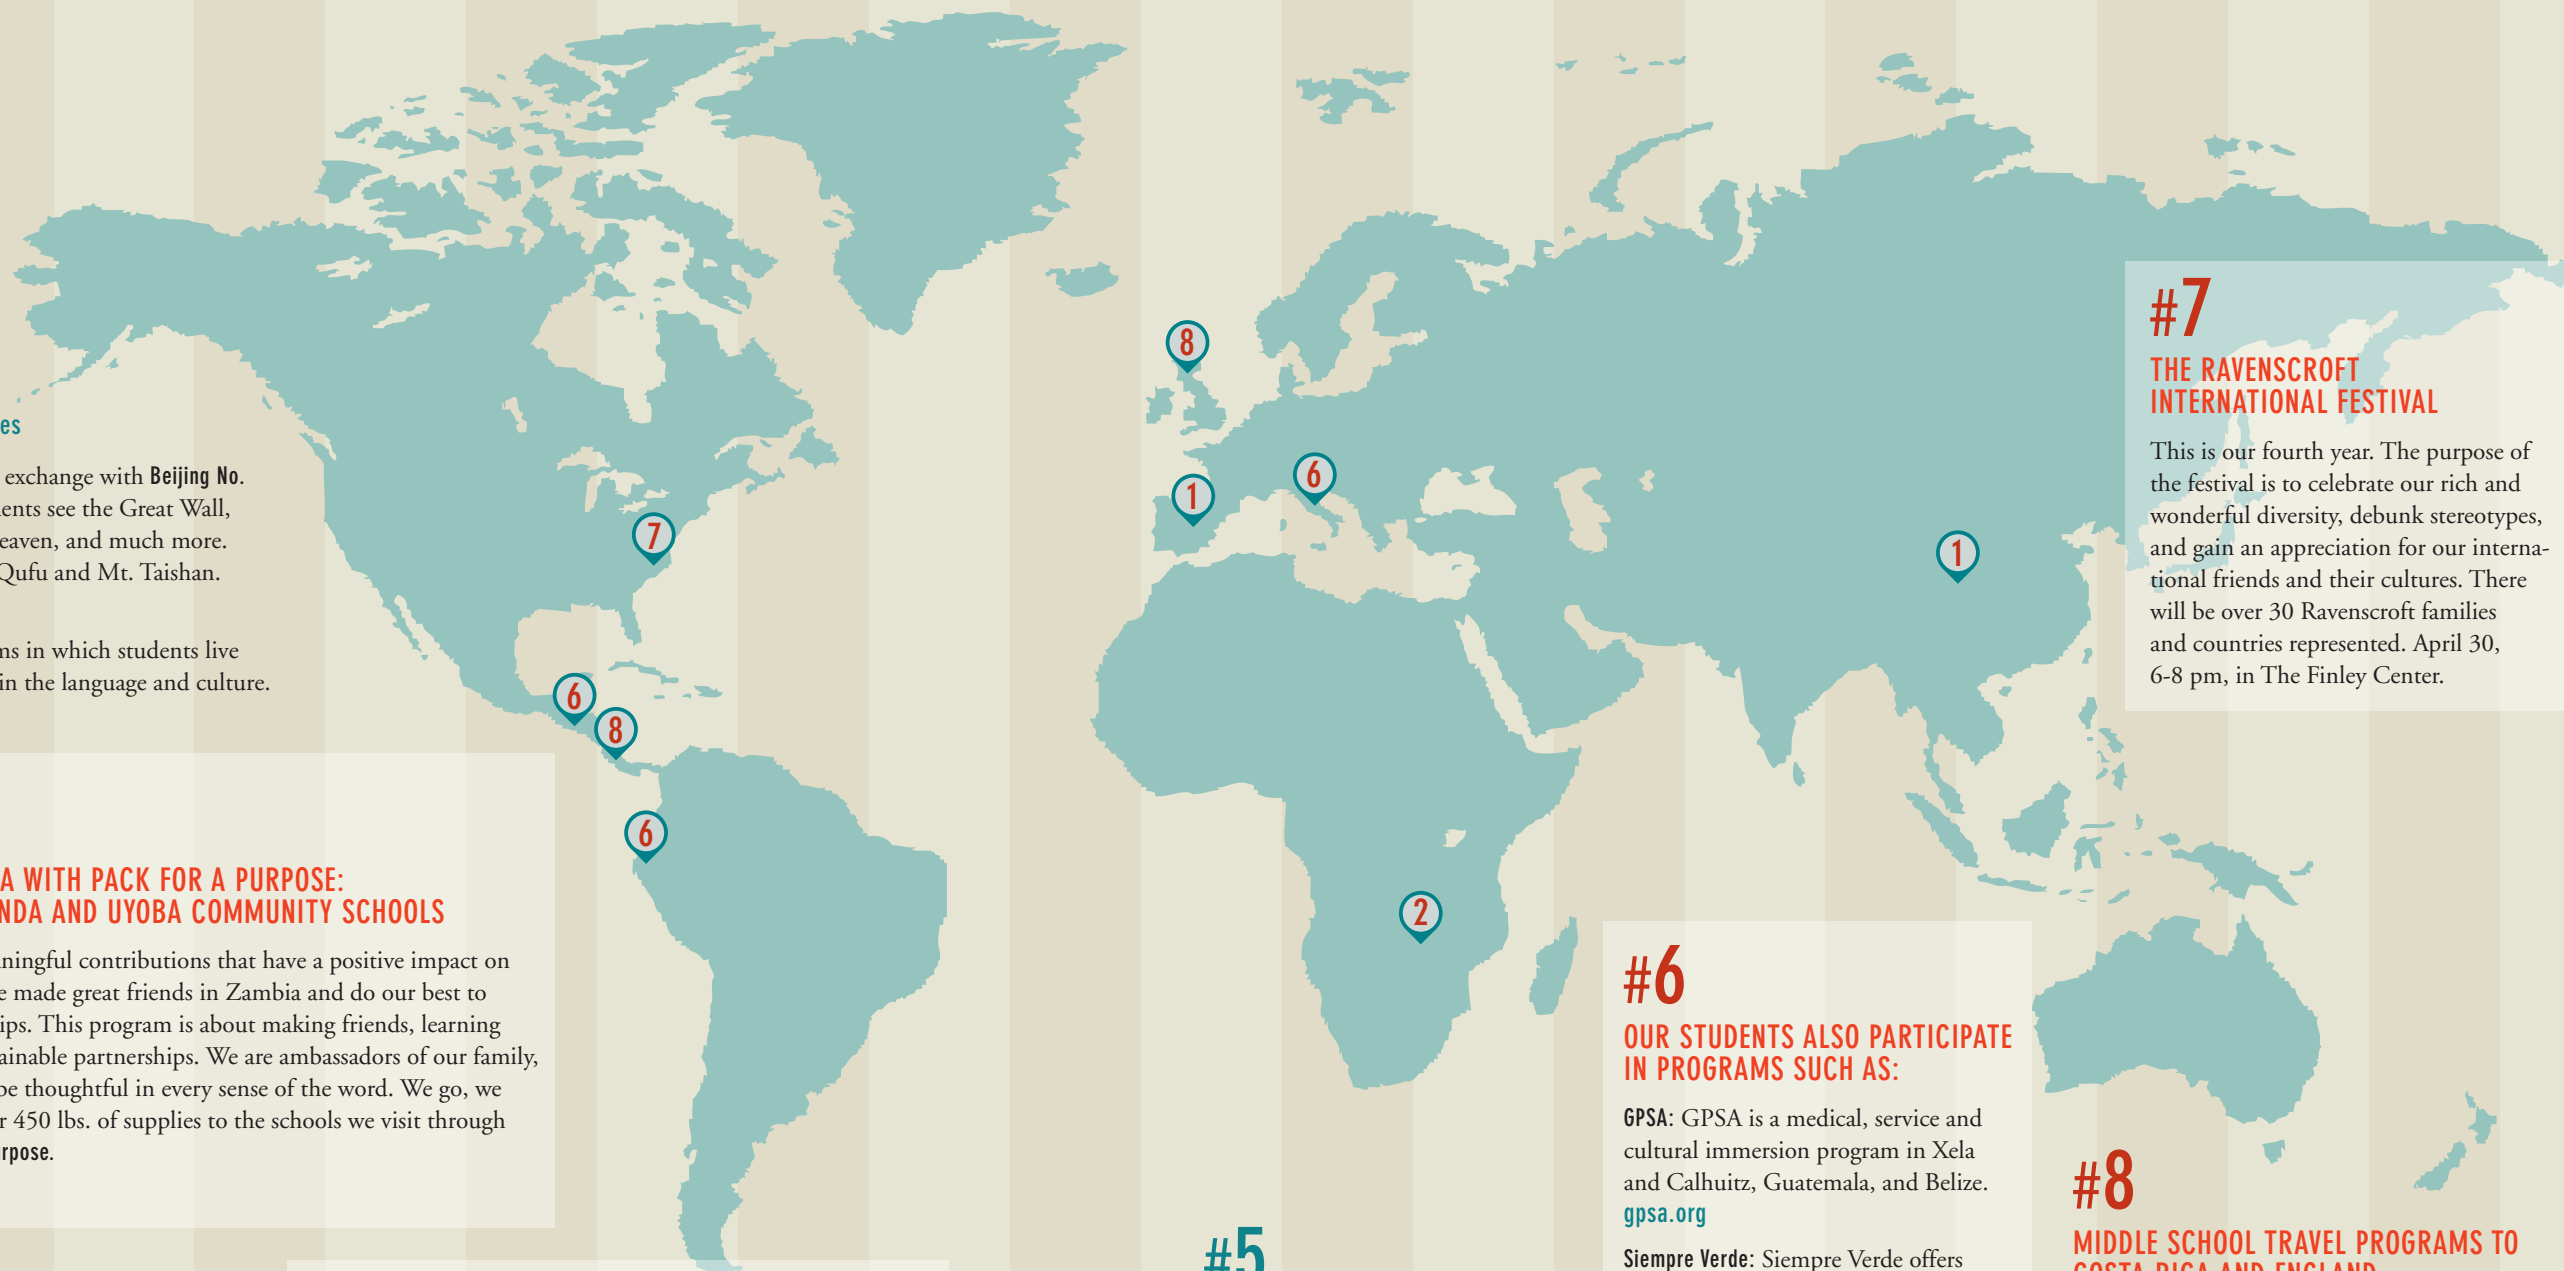 es
exchange with Beijing No.
see the Great Wall,
and much more.
Qufu and Mt. Taishan.
in which students live
in the language and culture.
A WITH PACK FOR A PURPOSE:
AND UYOBA COMMUNITY SCHOOLS
contributions that have a positive impact on
made great friends in Zambia and do our best to
This program is about making friends, learning
partnerships. We are ambassadors of our family,
be thoughtful in every sense of the word. We go, we
450 lbs. of supplies to the schools we visit through
rpose.
8
6
1
7
1
6
8
6
2
#5
#6
OUR STUDENTS ALSO PARTICIPATE
IN PROGRAMS SUCH AS:
GPSA: GPSA is a medical, service and
cultural immersion program in Xela
and Calhuitz, Guatemala, and Belize.
gpsa.org
Siempre Verde: Siempre Verde offers
#7
THE RAVENSCROFT
INTERNATIONAL FESTIVAL
This is our fourth year. The purpose of
the festival is to celebrate our rich and
wonderful diversity, debunk stereotypes,
and gain an appreciation for our interna-
tional friends and their cultures. There
will be over 30 Ravenscroft families
and countries represented. April 30,
6-8 pm, in The Finley Center.
#8
MIDDLE SCHOOL TRAVEL PROGRAMS TO
COSTA RICA AND ENGLAND